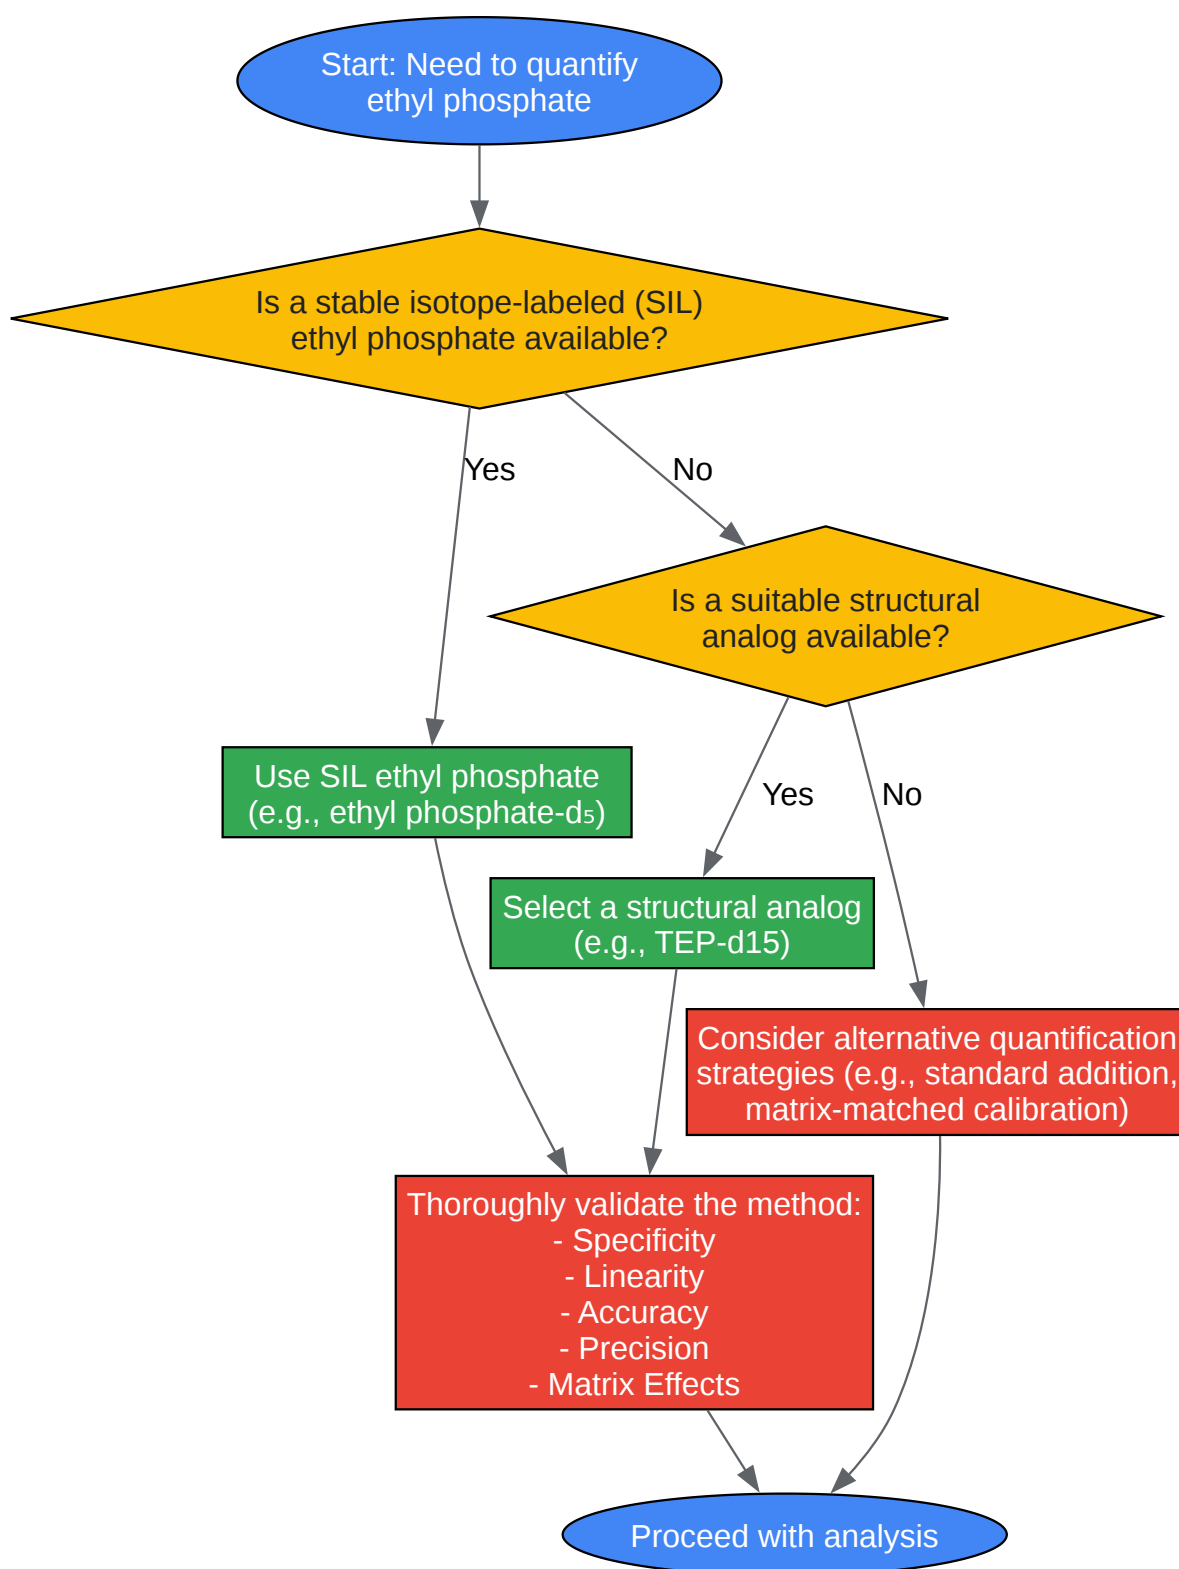 Start: Need to quantify
ethyl phosphate
Is a stable isotope-labeled (SIL)
ethyl phosphate available?
Yes
No
Is a suitable structural
analog available?
Use SIL ethyl phosphate
(e.g., ethyl phosphate-d₅)
Yes
No
Select a structural analog
(e.g., TEP-d15)
Consider alternative quantification
strategies (e.g., standard addition,
matrix-matched calibration)
Thoroughly validate the method:
- Specificity
- Linearity
- Accuracy
- Precision
- Matrix Effects
Proceed with analysis